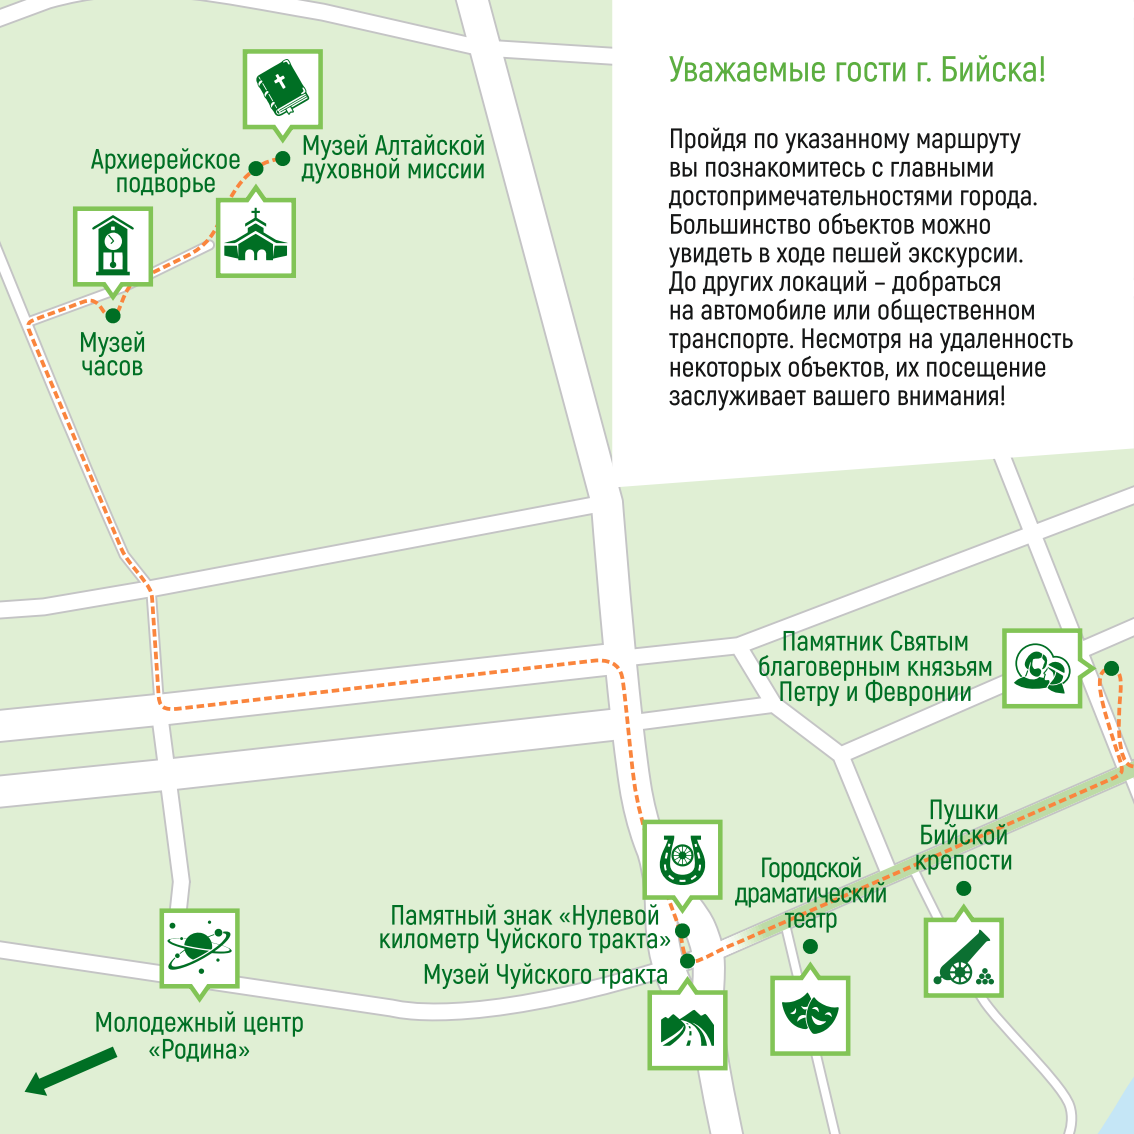 Уважаемые гости г. Бийска!
Пройдя по указанному маршруту
вы познакомитесь с главными
достопримечательностями города.
Большинство объектов можно
увидеть в ходе пешей экскурсии.
До других локаций – добраться
на автомобиле или общественном
транспорте. Несмотря на удаленность
некоторых объектов, их посещение
заслуживает вашего внимания!
Музей Алтайской
духовной миссии
Архиерейское
подворье
Музей
часов
Памятник Святым
благоверным князьям
Петру и Февронии
Пушки
Бийской
крепости
Городской
драматический
театр
Памятный знак «Нулевой
километр Чуйского тракта»
Музей Чуйского тракта
Молодежный центр
«Родина»